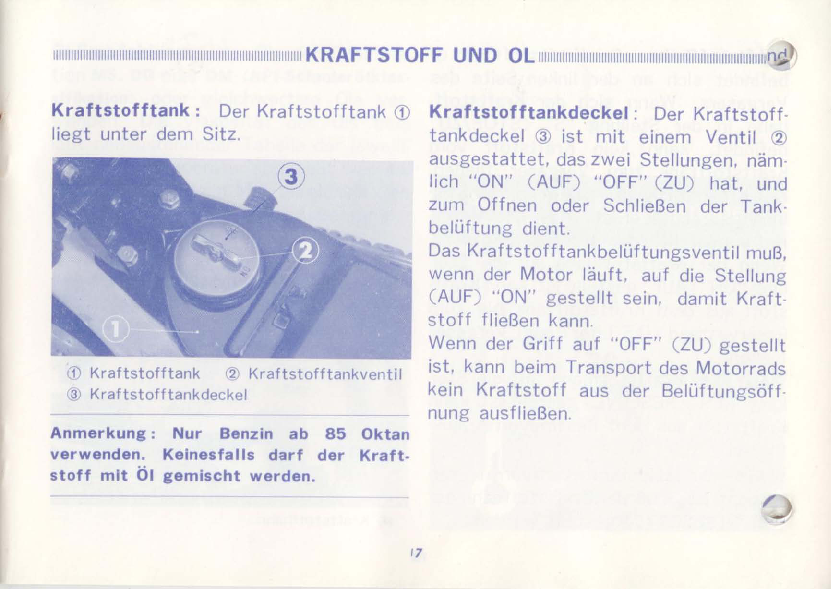 KRAFTSTOFF UND OL
nd
Kraftstofftank : Der Kraftstofftank ①
liegt unter dem Sitz.
③
②
ON
①
① Kraftstofftank ② Kraftstofftankventil
③ Kraftstofftankdeckel
Anmerkung : Nur Benzin ab 85 Oktan
verwenden. Keinesfalls darf der Kraft-
stoff mit Öl gemischt werden.
Kraftstofftankdeckel : Der Kraftstoff-
tankdeckel ③ ist mit einem Ventil ②
ausgestattet, das zwei Stellungen, näm-
lich "ON" (AUF) "OFF" (ZU) hat, und
zum Offnen oder Schließen der Tank-
belüftung dient.
Das Kraftstofftankbelüftungsventil muß,
wenn der Motor läuft, auf die Stellung
(AUF) "ON" gestellt sein, damit Kraft-
stoff fließen kann.
Wenn der Griff auf "OFF" (ZU) gestellt
ist, kann beim Transport des Motorrads
kein Kraftstoff aus der Belüftungsöff-
nung ausfließen.
17